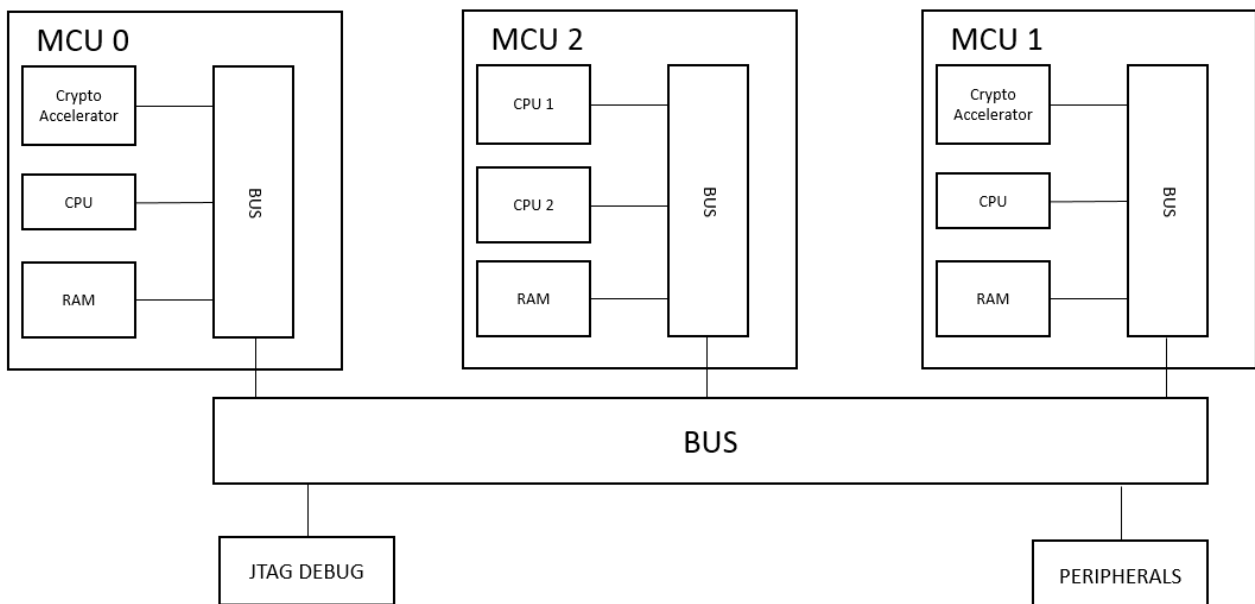 MCU 0
Crypto
Accelerator
CPU
RAM
BUS
MCU 2
CPU 1
CPU 2
RAM
BUS
MCU 1
Crypto
Accelerator
CPU
RAM
BUS
BUS
JTAG DEBUG
PERIPHERALS